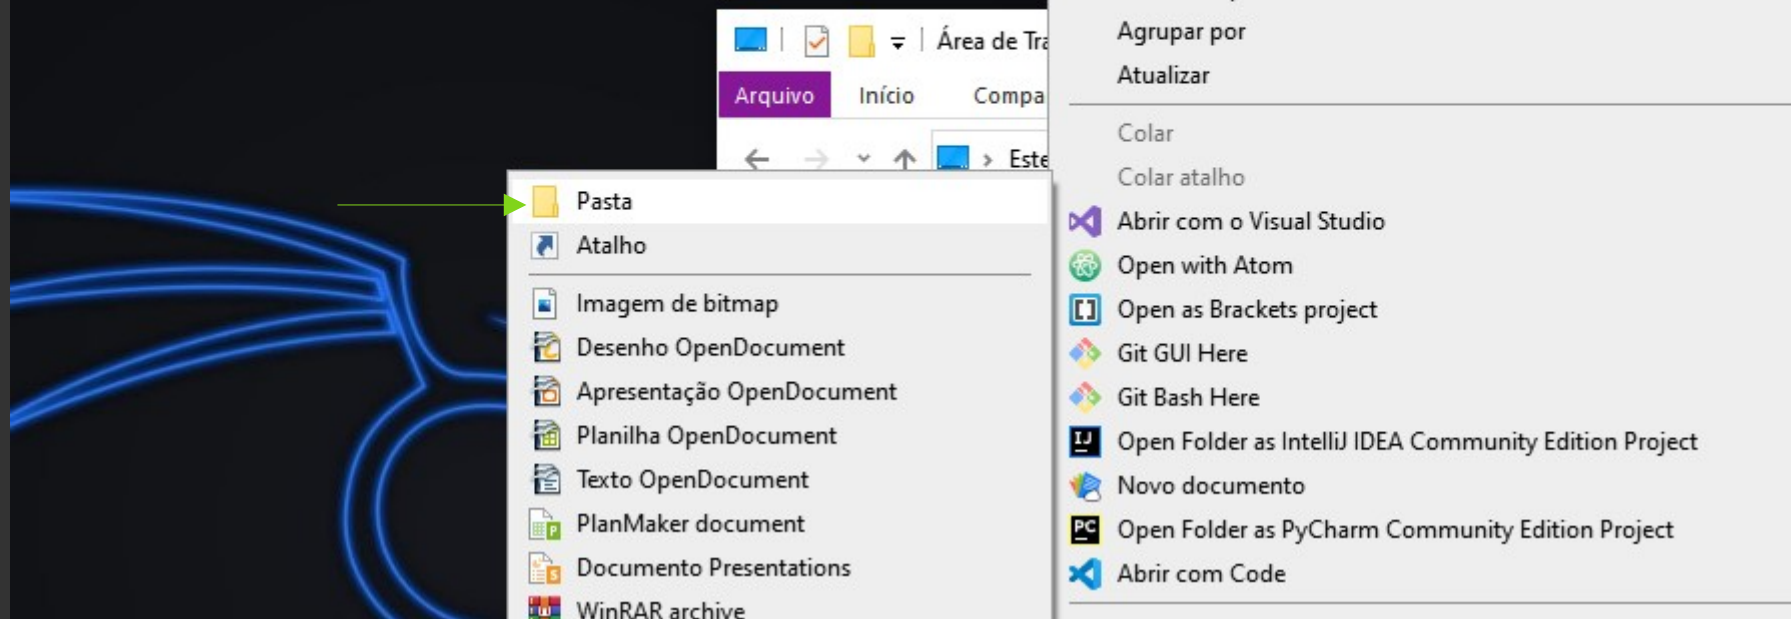 Área de Tra
Arquivo Início Compa
Este
Pasta
Atalho
Imagem de bitmap
Desenho OpenDocument
Apresentação OpenDocument
Planilha OpenDocument
Texto OpenDocument
PlanMaker document
Documento Presentations
WinRAR archive
Agrupar por
Atualizar
Colar
Colar atalho
Abrir com o Visual Studio
Open with Atom
Open as Brackets project
Git GUI Here
Git Bash Here
Open Folder as IntelliJ IDEA Community Edition Project
Novo documento
Open Folder as PyCharm Community Edition Project
Abrir com Code